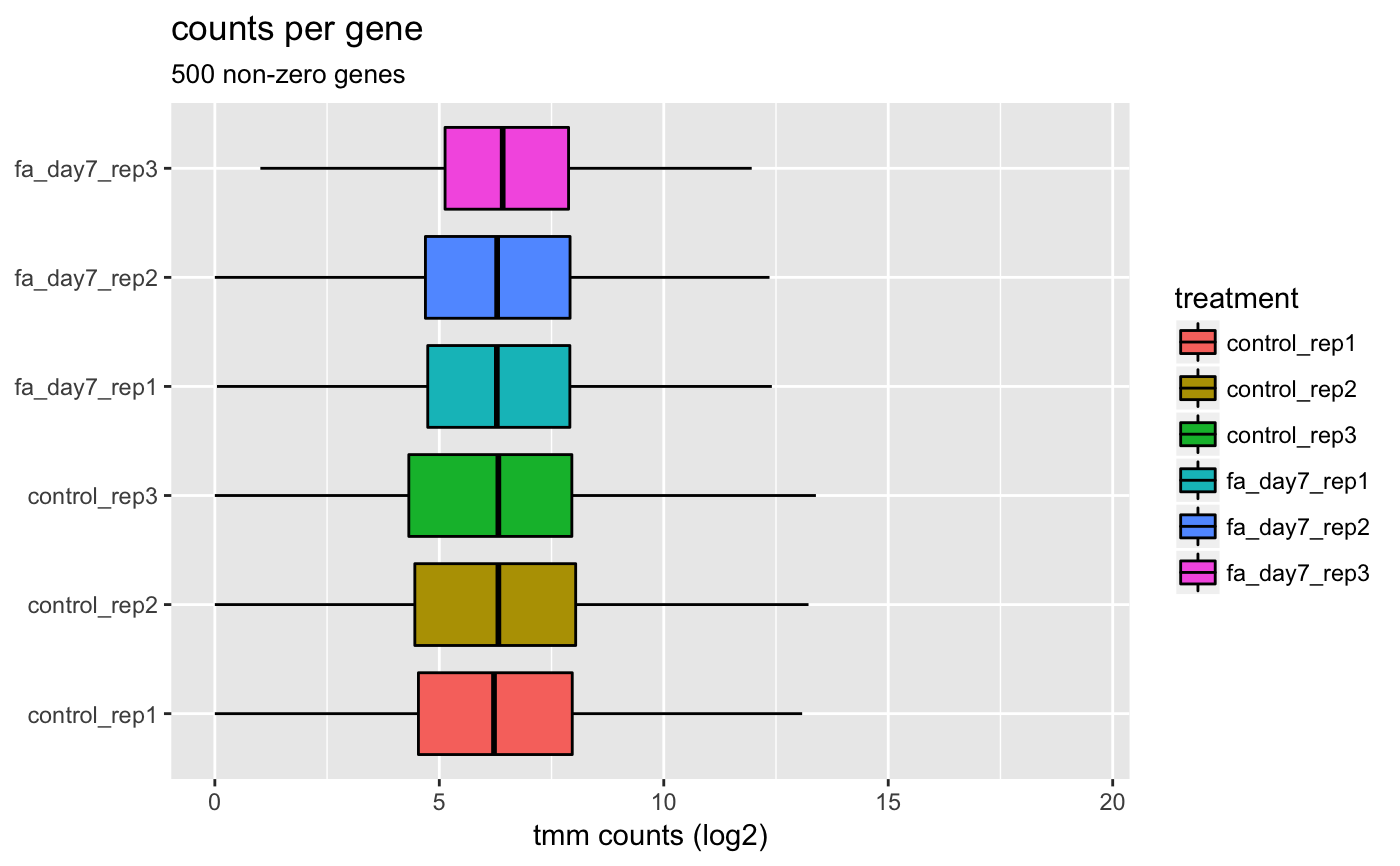 counts per gene
500 non-zero genes
fa_day7_rep3
fa_day7_rep2
fa_day7_rep1
control_rep3
control_rep2
control_rep1
0 5 10 15 20
tmm counts (log2)
treatment
control_rep1
control_rep2
control_rep3
fa_day7_rep1
fa_day7_rep2
fa_day7_rep3